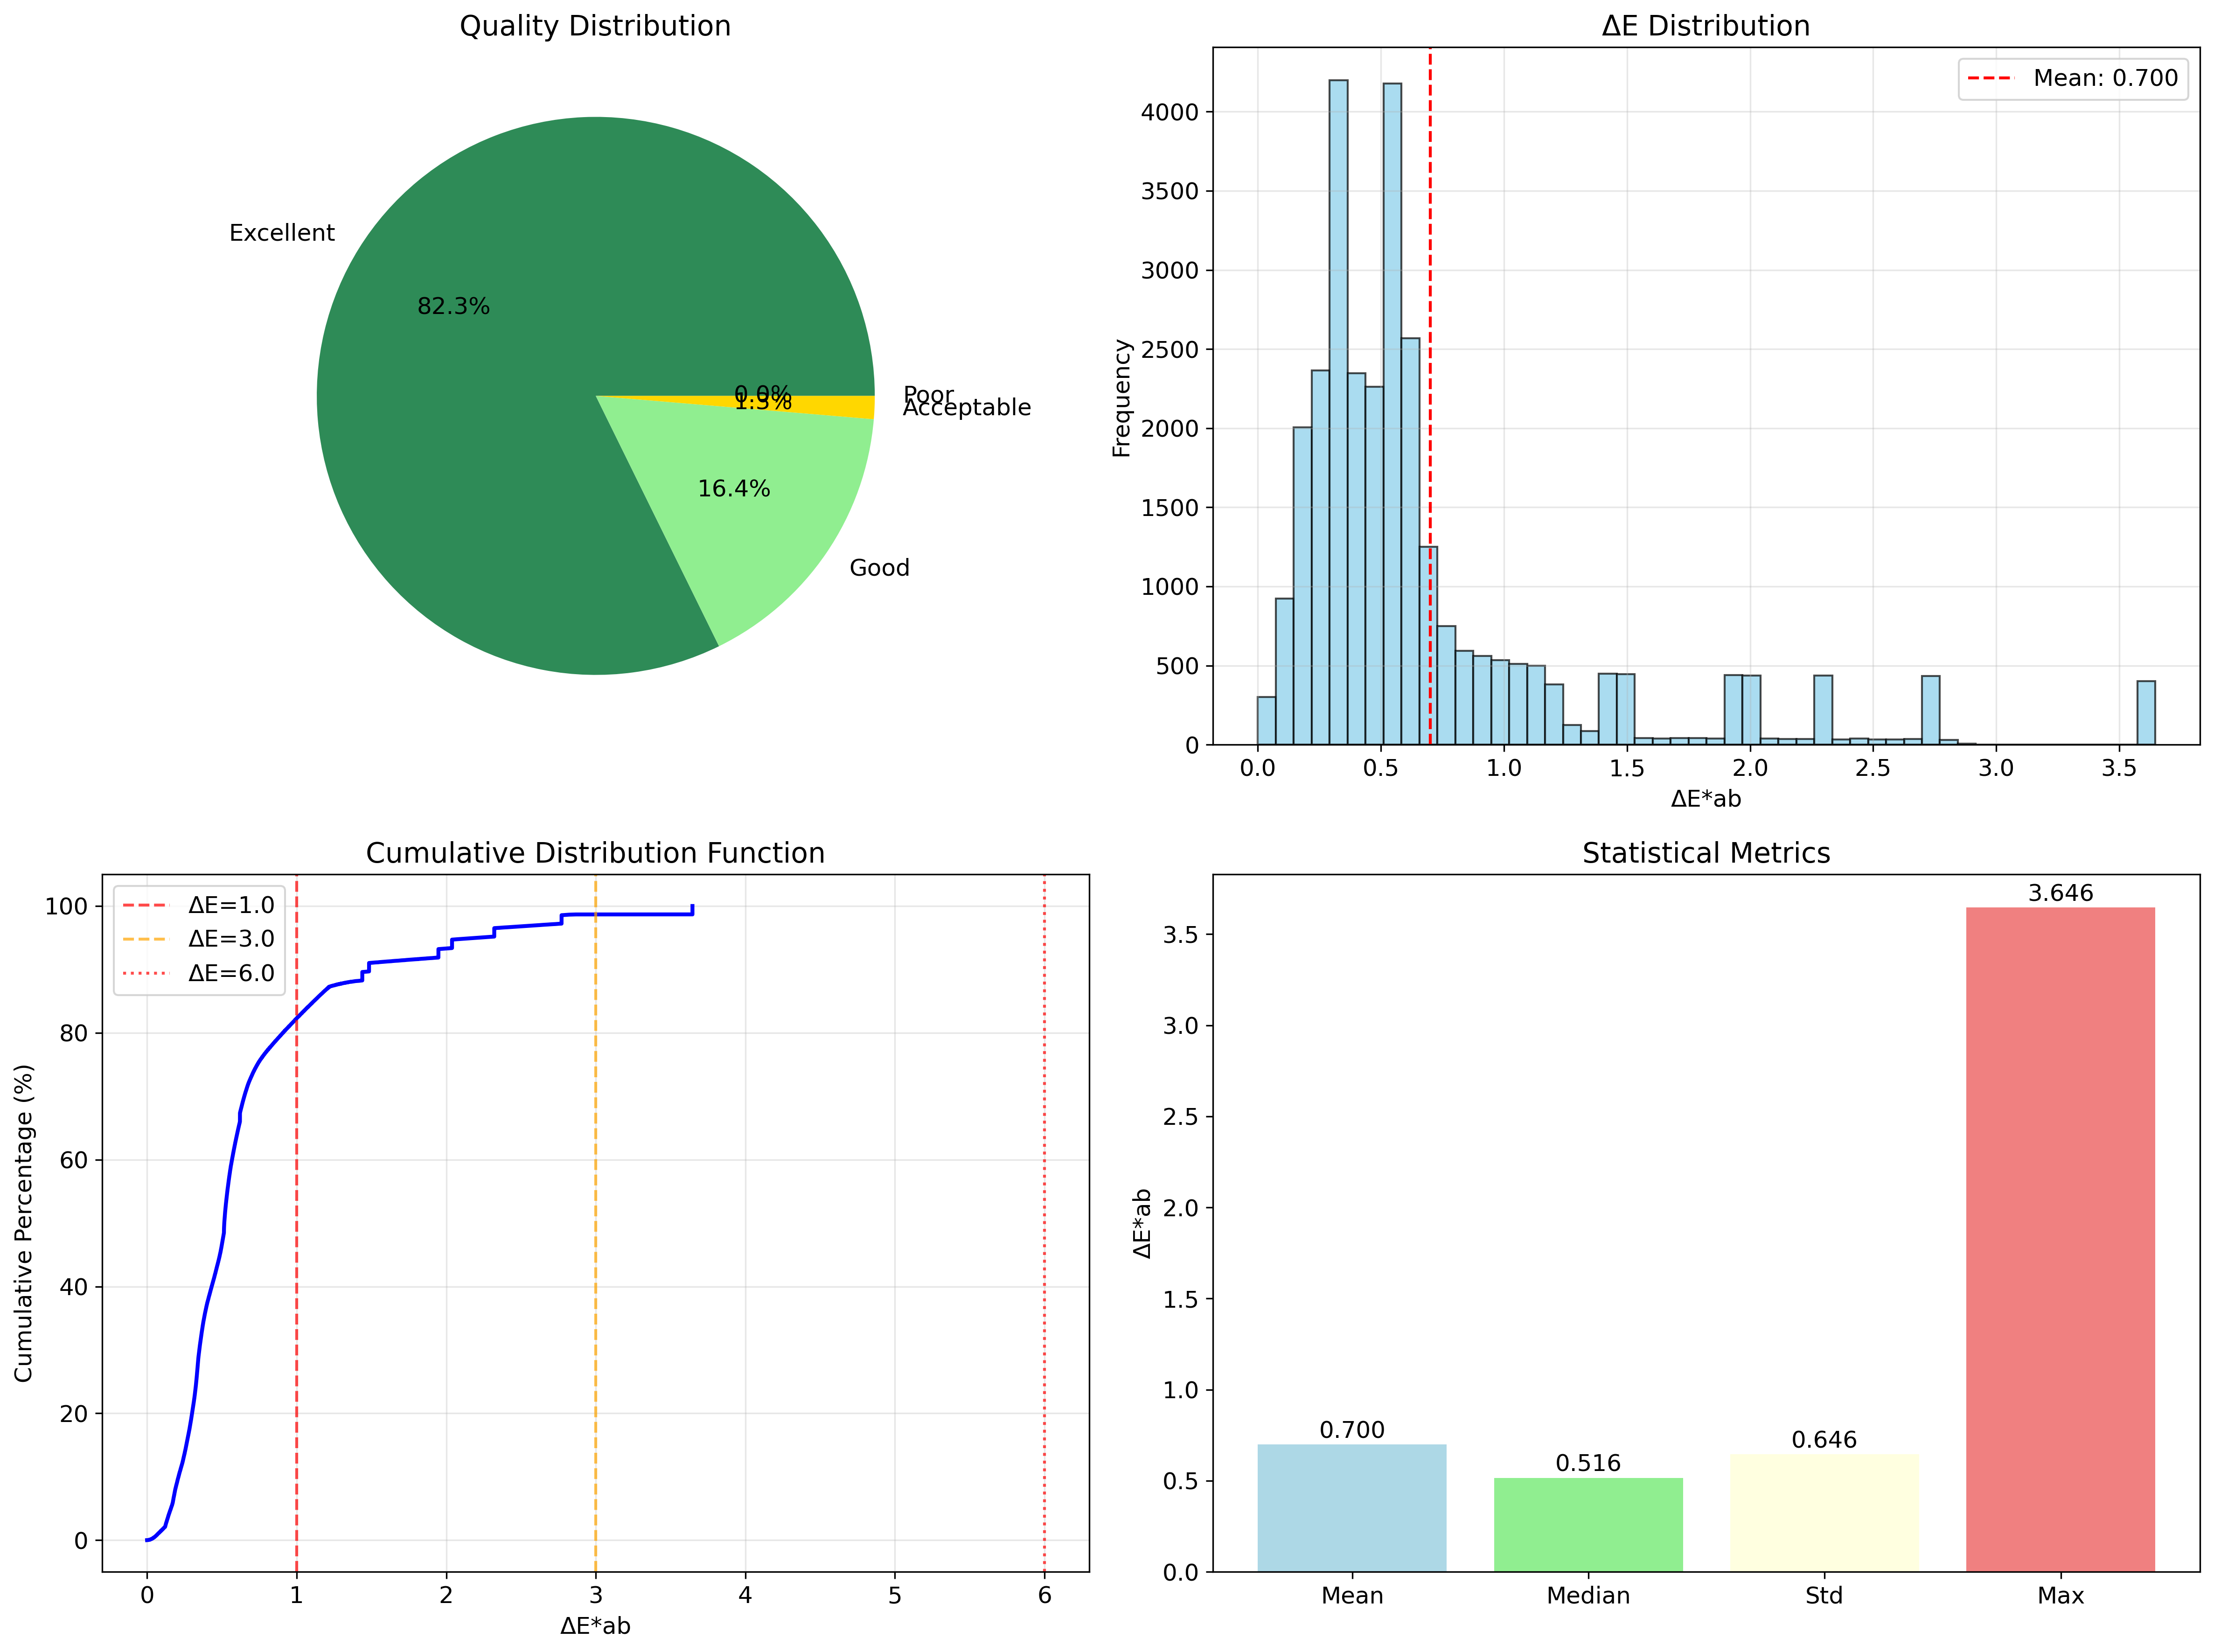 Quality Distribution
Excellent
82.3%
0.0%
Poor
1.3%
Acceptable
16.4%
Good
ΔE Distribution
Mean: 0.700
4000
3500
3000
2500
2000
1500
1000
500
0
Frequency
0.0 0.5 1.0 1.5 2.0 2.5 3.0 3.5
ΔE*ab
Cumulative Distribution Function
ΔE=1.0
ΔE=3.0
ΔE=6.0
100
80
60
40
20
0
Cumulative Percentage (%)
0 1 2 3 4 5 6
ΔE*ab
Statistical Metrics
3.646
0.700
0.516
0.646
3.5
3.0
2.5
2.0
1.5
1.0
0.5
0.0
ΔE*ab
Mean Median Std Max